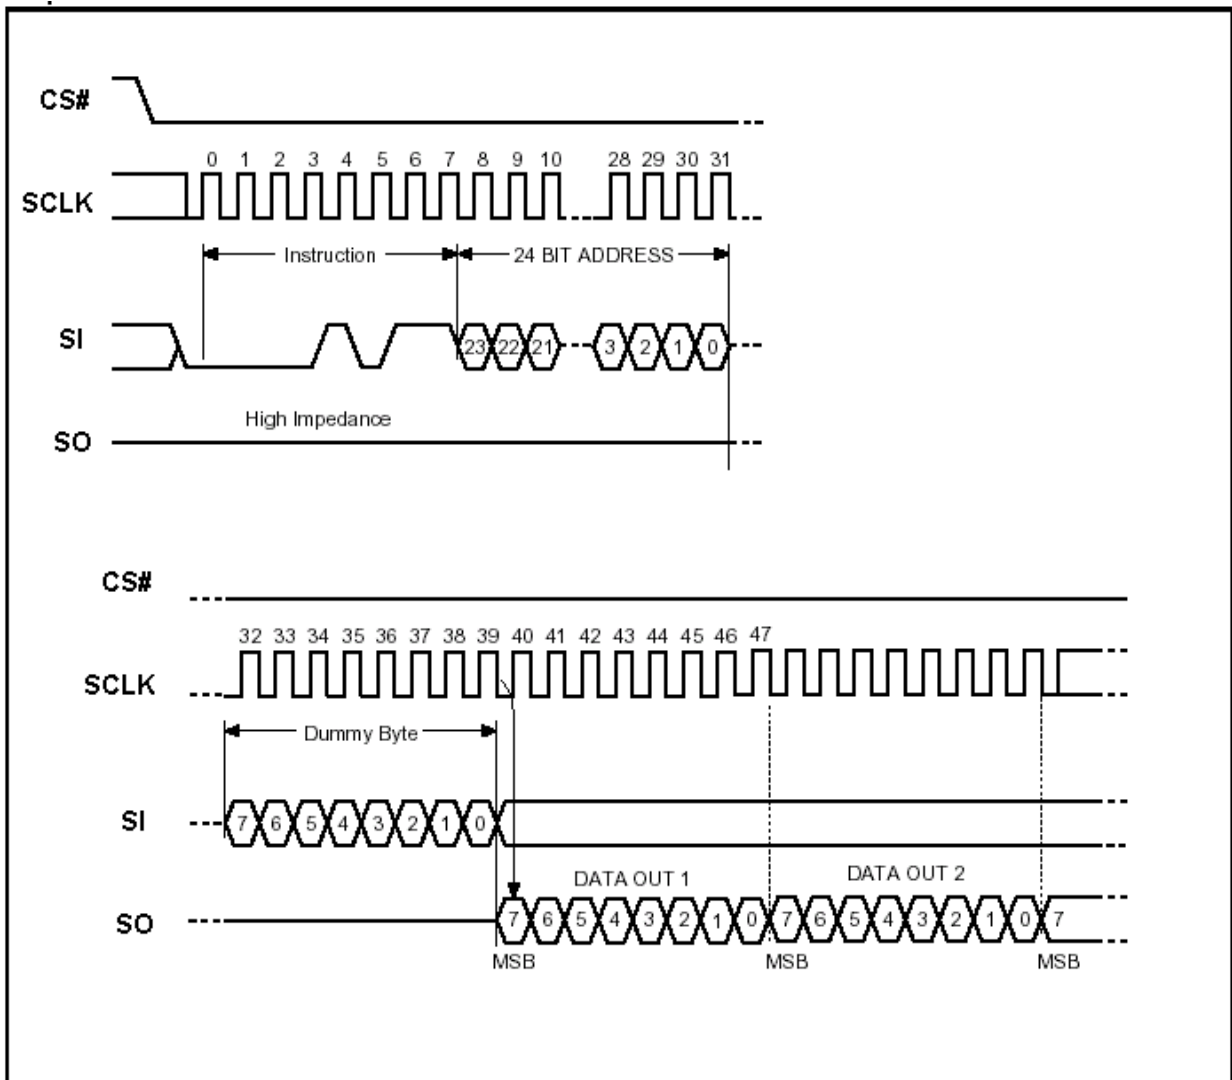 CS#
0 1 2 3 4 5 6 7 8 9 10 28 29 30 31
SCLK
Instruction 24 BIT ADDRESS
SI
23 22 21 3 2 1 0
High Impedance
SO
CS#
32 33 34 35 36 37 38 39 40 41 42 43 44 45 46 47
SCLK
Dummy Byte
SI
7 6 5 4 3 2 1 0
DATA OUT 1 DATA OUT 2
SO
7 6 5 4 3 2 1 0 7 6 5 4 3 2 1 0 7
MSB MSB MSB